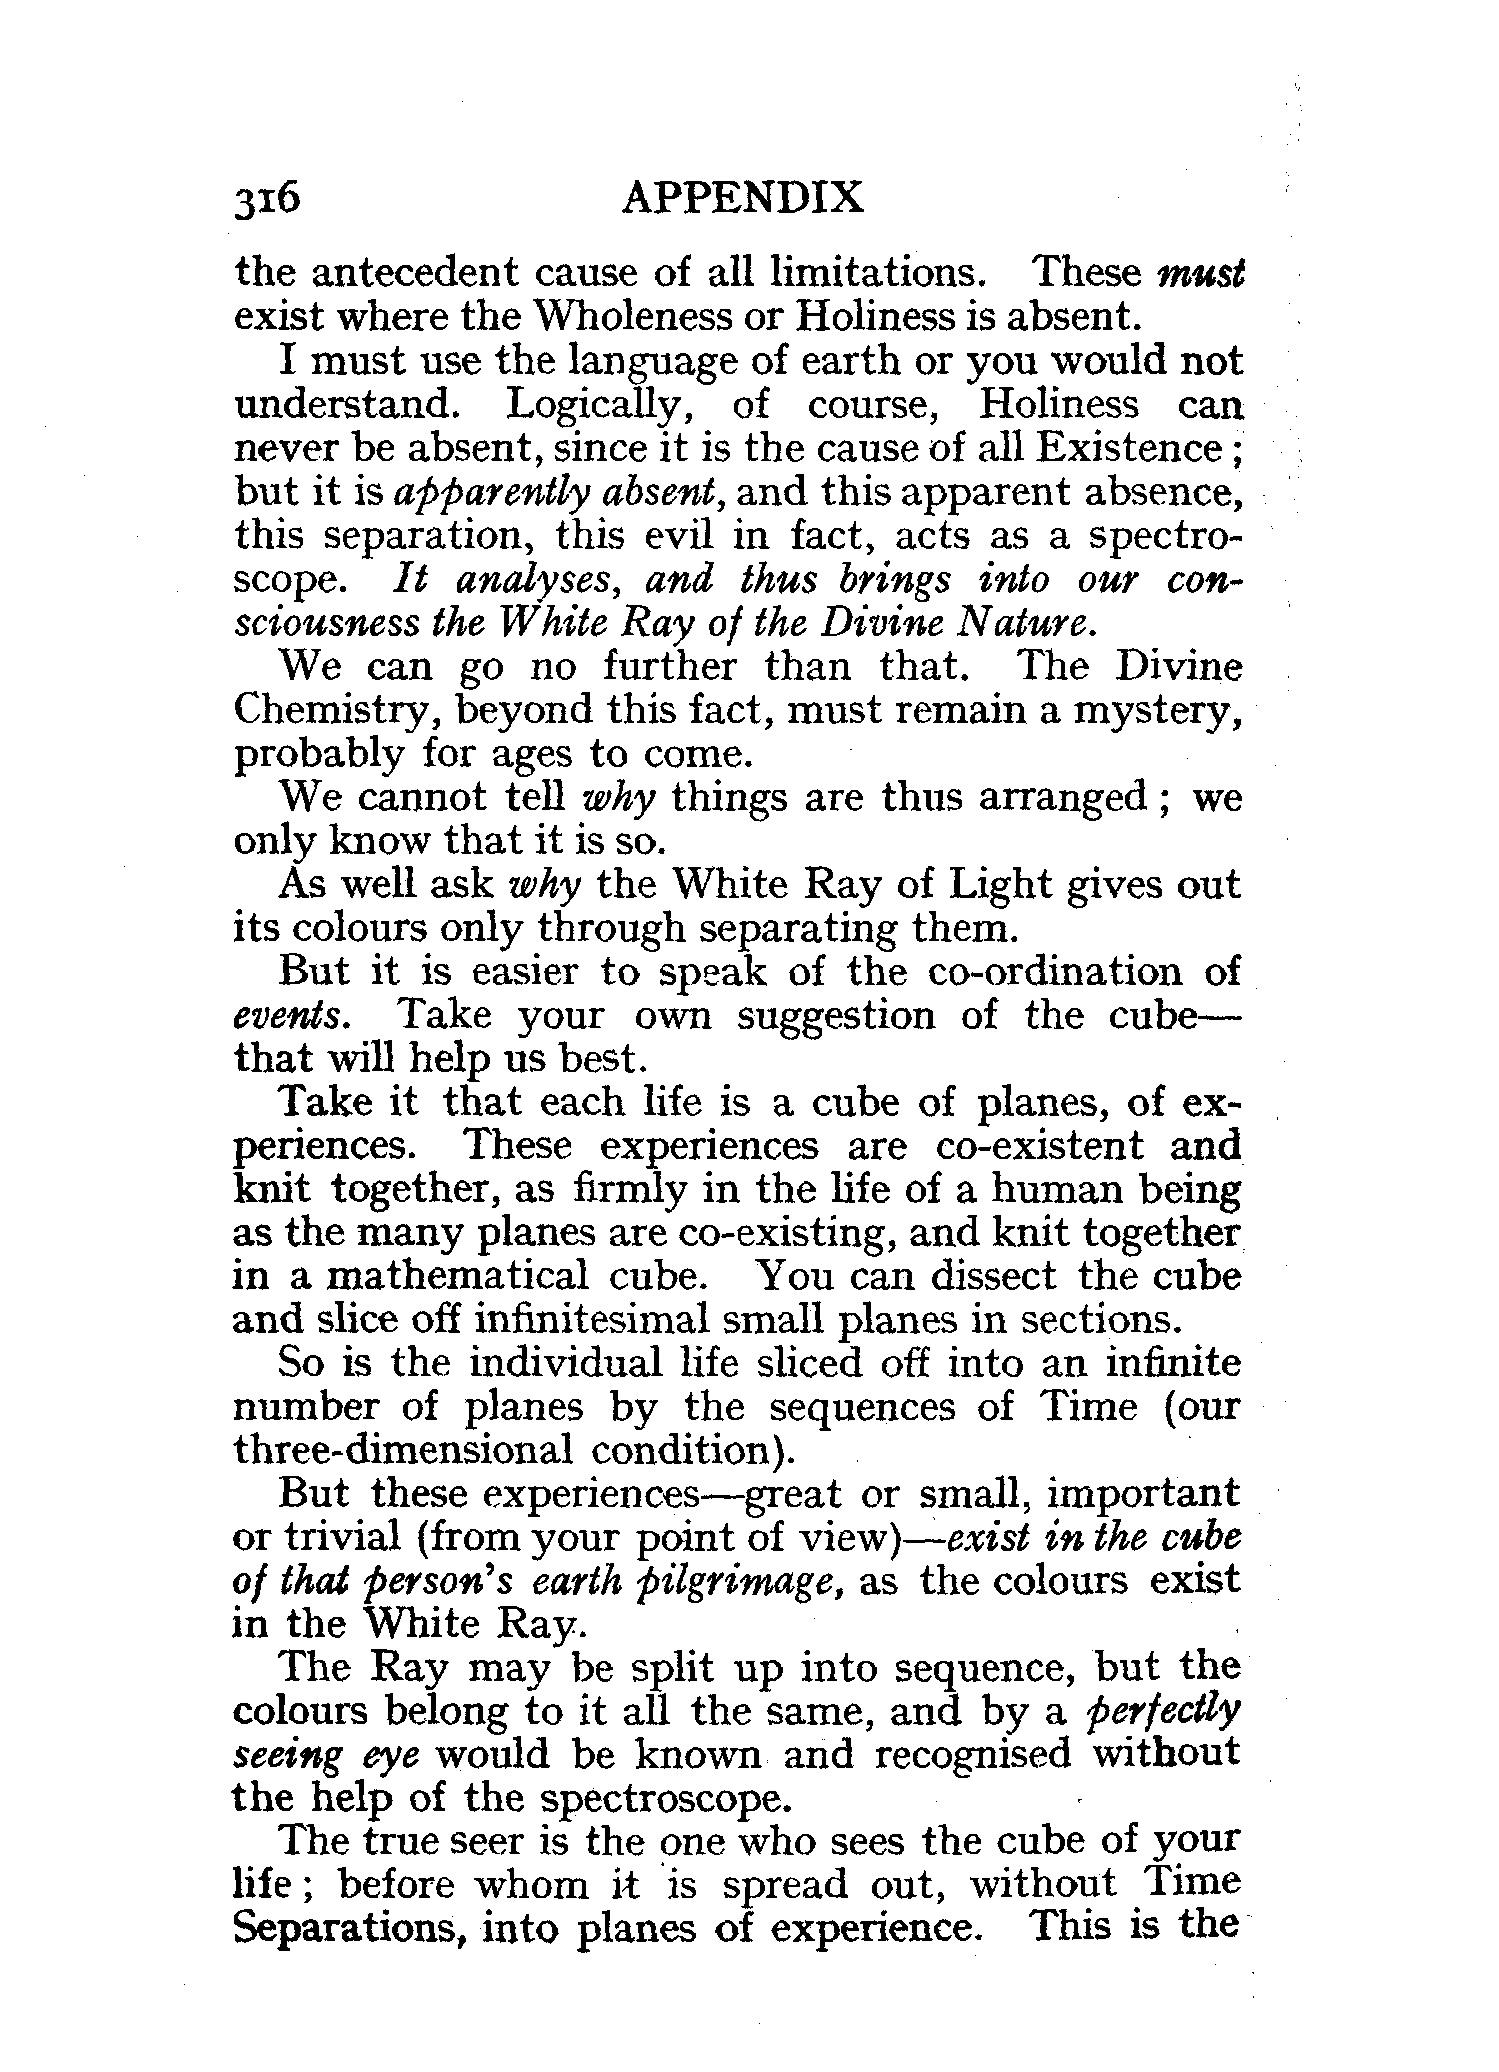 316 APPENDIX
the antecedent cause of all limitations. These must
exist where the Wholeness or Holiness is absent.
I must use the language of earth or you would not
understand. Logically, of course, Holiness can
never be absent, since it is the cause of all Existence ;
but it is apparently absent, and this apparent absence,
this separation, this evil in fact, acts as a spectro-
scope. It analyses, and thus brings into our con-
sciousness the White Ray of the Divine Nature.
We can go no further than that. The Divine
Chemistry, beyond this fact, must remain a mystery,
probably for ages to come.
We cannot tell why things are thus arranged ; we
only know that it is so.
As well ask why the White Ray of Light gives out
its colours only through separating them.
But it is easier to speak of the co-ordination of
events. Take your own suggestion of the cube—
that will help us best.
Take it that each life is a cube of planes, of ex-
periences. These experiences are co-existent and
knit together, as firmly in the life of a human being
as the many planes are co-existing, and knit together
in a mathematical cube. You can dissect the cube
and slice off infinitesimal small planes in sections.
So is the individual life sliced off into an infinite
number of planes by the sequences of Time (our
three-dimensional condition).
But these experiences—great or small, important
or trivial (from your point of view)—exist in the cube
of that person's earth pilgrimage, as the colours exist
in the White Ray.
The Ray may be split up into sequence, but the
colours belong to it all the same, and by a perfectly
seeing eye would be known and recognised without
the help of the spectroscope.
The true seer is the one who sees the cube of your
life ; before whom it is spread out, without Time
Separations, into planes of experience. This is the